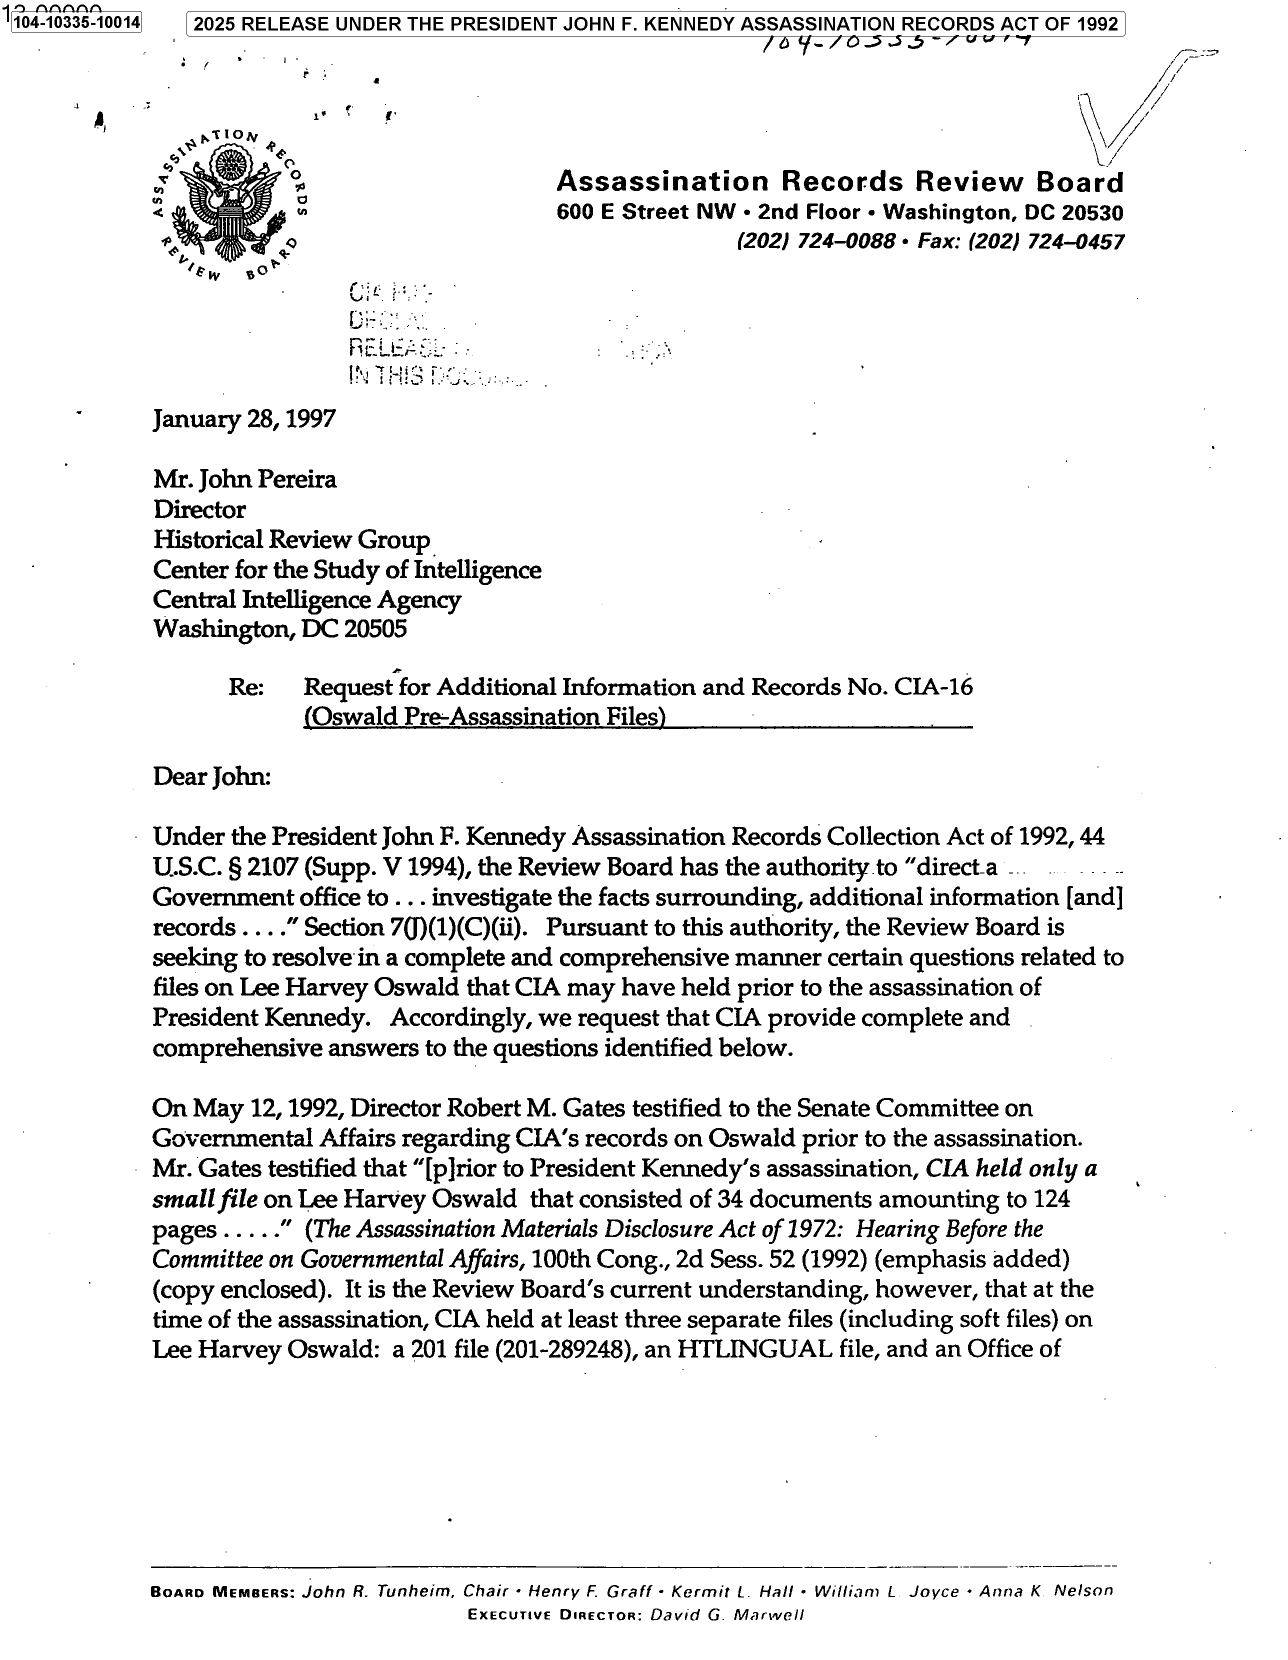 104-10335-10014
2025 RELEASE UNDER THE PRESIDENT JOHN F. KENNEDY ASSASSINATION RECORDS ACT OF 1992
ASSASSINATION RECORDS REVIEW BOARD
Assassination Records Review Board
600 E Street NW • 2nd Floor • Washington, DC 20530
(202) 724–0088 • Fax: (202) 724–0457
IN THIS
January 28, 1997
Mr. John Pereira
Director
Historical Review Group
Center for the Study of Intelligence
Central Intelligence Agency
Washington, DC 20505
Re: Request for Additional Information and Records No. CIA-16
(Oswald Pre-Assassination Files)
Dear John:
Under the President John F. Kennedy Assassination Records Collection Act of 1992, 44
U.S.C. § 2107 (Supp. V 1994), the Review Board has the authority to "direct a
Government office to . . . investigate the facts surrounding, additional information [and]
records . . . ." Section 7(J)(1)(C)(ii). Pursuant to this authority, the Review Board is
seeking to resolve in a complete and comprehensive manner certain questions related to
files on Lee Harvey Oswald that CIA may have held prior to the assassination of
President Kennedy. Accordingly, we request that CIA provide complete and
comprehensive answers to the questions identified below.
On May 12, 1992, Director Robert M. Gates testified to the Senate Committee on
Governmental Affairs regarding CIA's records on Oswald prior to the assassination.
Mr. Gates testified that "[p]rior to President Kennedy's assassination, CIA held only a
small file on Lee Harvey Oswald that consisted of 34 documents amounting to 124
pages . . . . ." (The Assassination Materials Disclosure Act of 1972: Hearing Before the
Committee on Governmental Affairs, 100th Cong., 2d Sess. 52 (1992) (emphasis added)
(copy enclosed). It is the Review Board's current understanding, however, that at the
time of the assassination, CIA held at least three separate files (including soft files) on
Lee Harvey Oswald: a 201 file (201-289248), an HTLINGUAL file, and an Office of
BOARD MEMBERS: John R. Tunheim, Chair • Henry F. Graff • Kermit L. Hall • William L. Joyce • Anna K. Nelson
EXECUTIVE DIRECTOR: David G. Marwell